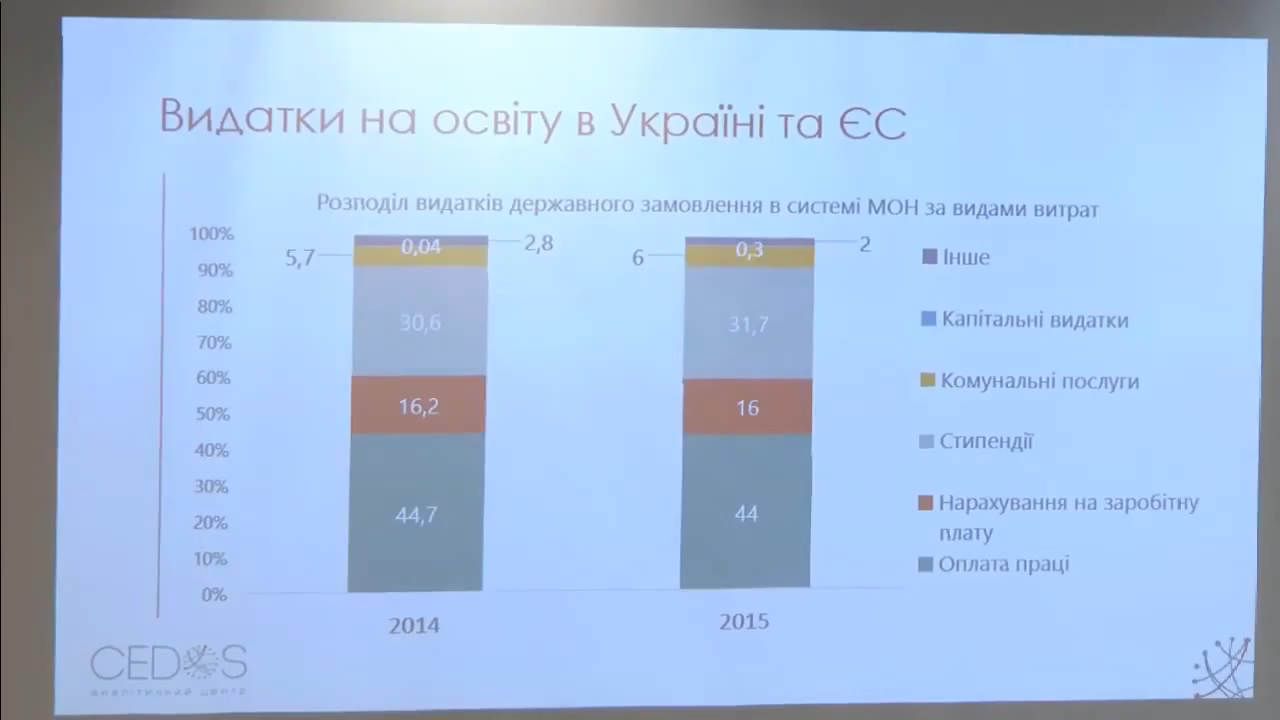 Видатки на освіту в Україні та ЄС
Розподіл видатків державного замовлення в системі МОН за видами витрат
100%
90%
80%
70%
60%
50%
40%
30%
20%
10%
0%
5,7
0,04
2,8
30,6
16,2
44,7
2014
6
0,3
2
31,7
16
44
2015
Інше
Капітальні видатки
Комунальні послуги
Стипендії
Нарахування на заробітну
плату
Оплата праці
CEDOS
аналітичний центр